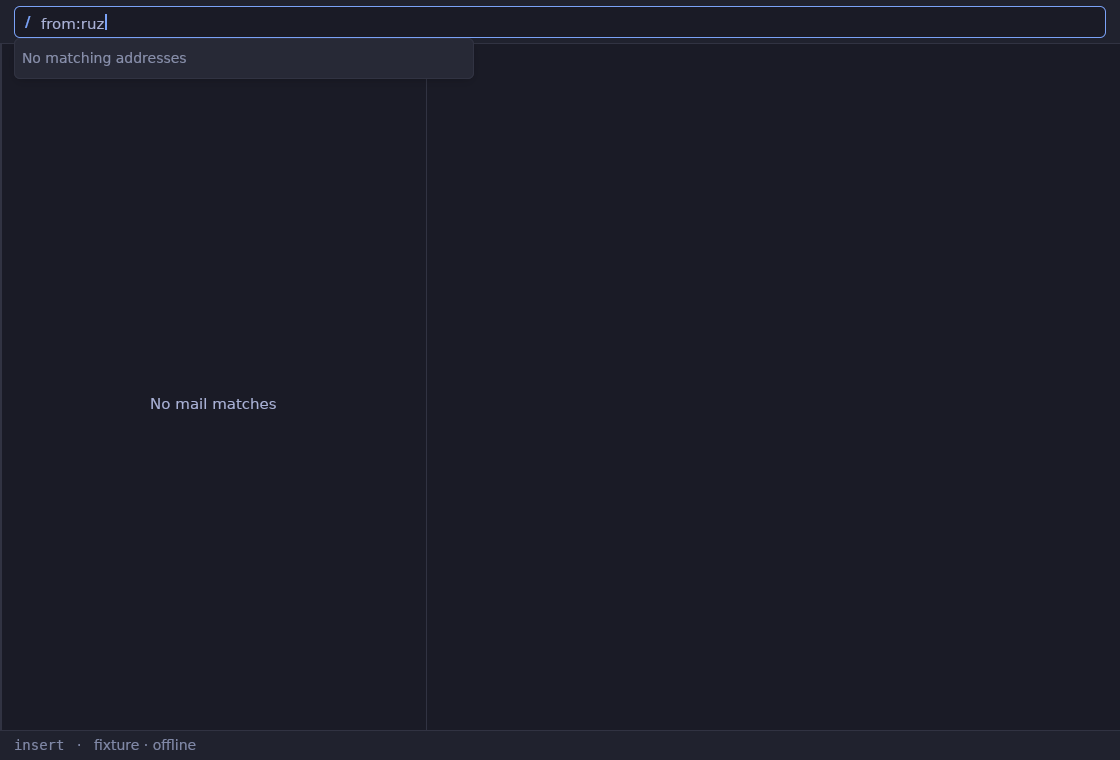 / from:ruz
No matching addresses
No mail matches
insert · fixture · offline